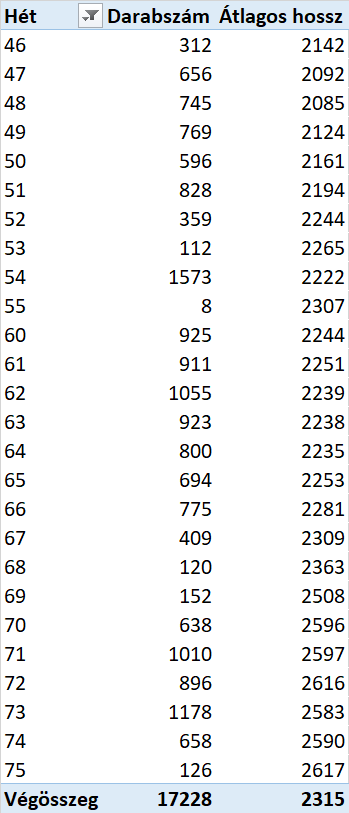 Hét Darabszám Átlagos hossz
46 312 2142
47 656 2092
48 745 2085
49 769 2124
50 596 2161
51 828 2194
52 359 2244
53 112 2265
54 1573 2222
55 8 2307
60 925 2244
61 911 2251
62 1055 2239
63 923 2238
64 800 2235
65 694 2253
66 775 2281
67 409 2309
68 120 2363
69 152 2508
70 638 2596
71 1010 2597
72 896 2616
73 1178 2583
74 658 2590
75 126 2617
Végösszeg 17228 2315